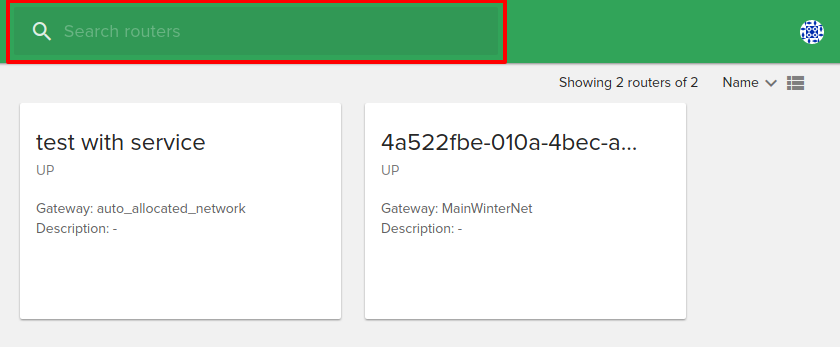 Search routers
Showing 2 routers of 2 Name
test with service
UP
Gateway: auto_allocated_network
Description: -
4a522fbe-010a-4bec-a...
UP
Gateway: MainWinterNet
Description: -